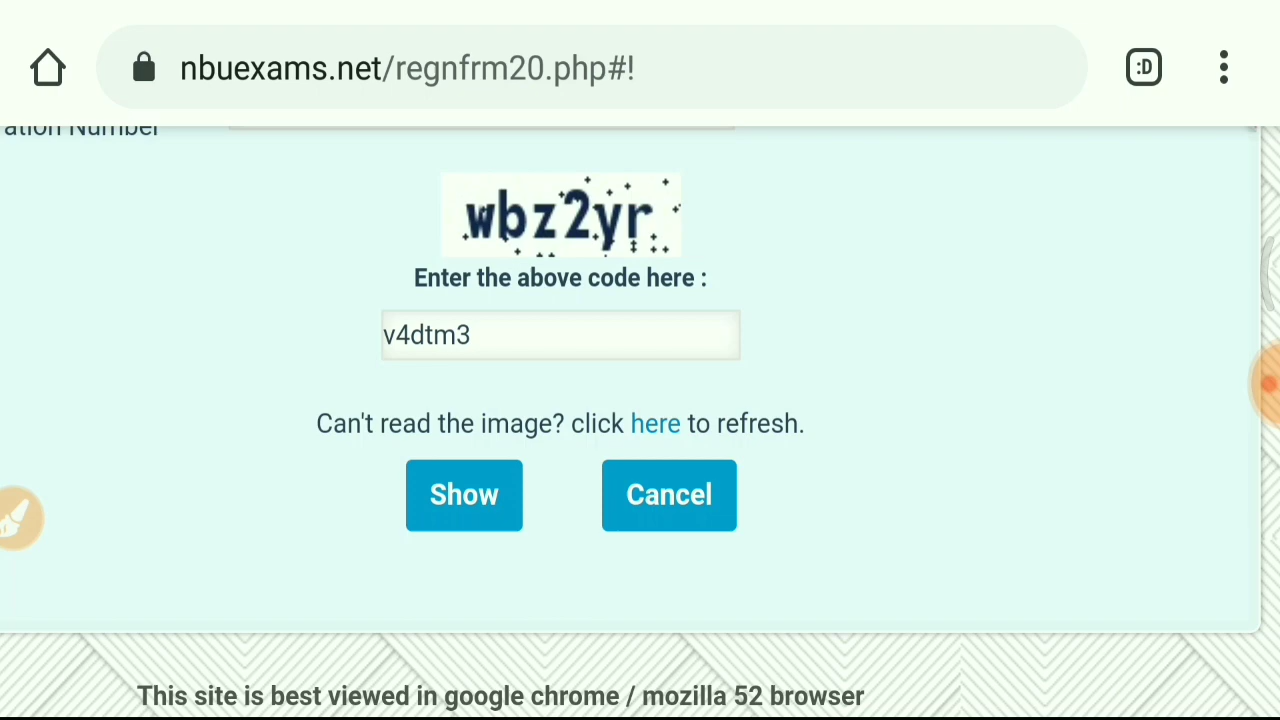 nbuexams.net/regnfrm20.php#!
:D
ation Number
wbz2yr
Enter the above code here :
v4dtm3
Can't read the image? click here to refresh.
Show Cancel
This site is best viewed in google chrome / mozilla 52 browser